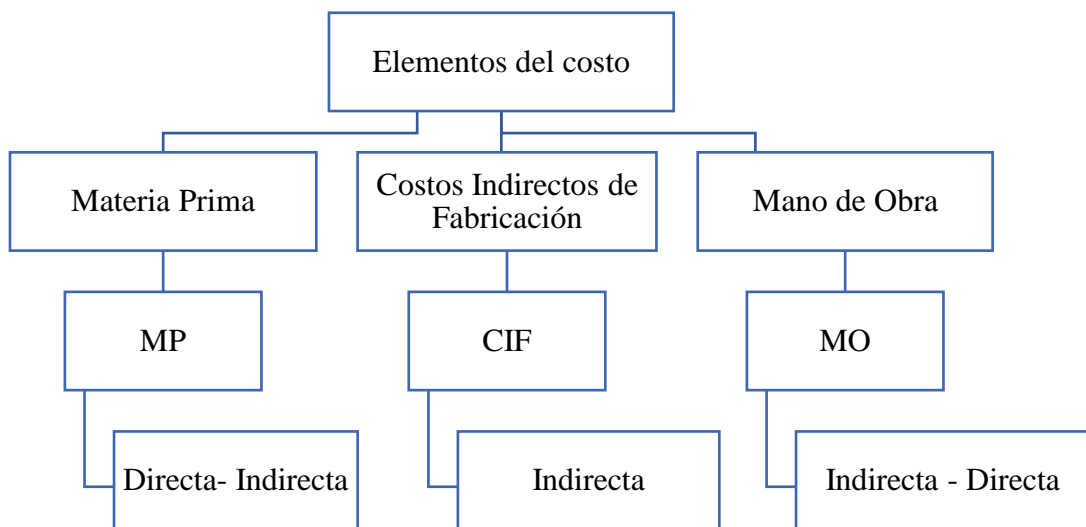 Elementos del costo
Materia Prima
Costos Indirectos de
Fabricación
Mano de Obra
MP
CIF
MO
Directa- Indirecta
Indirecta
Indirecta - Directa